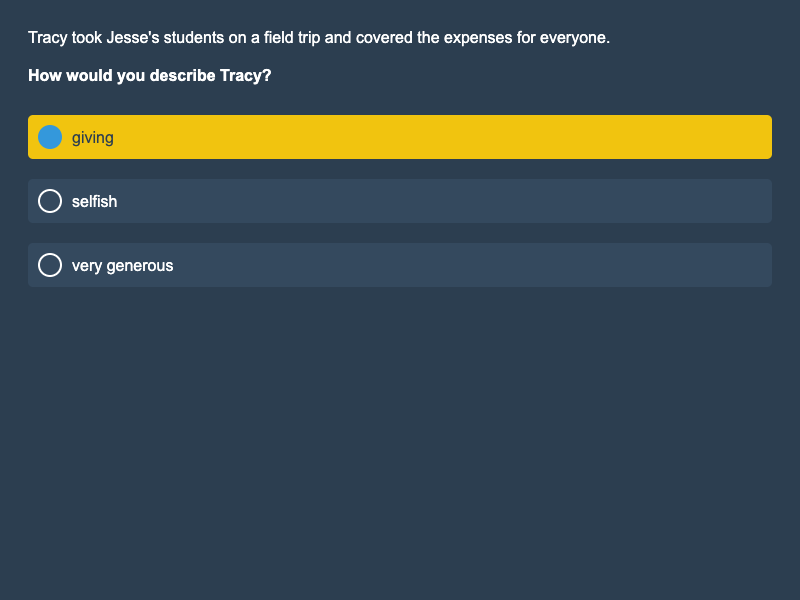 Tracy took Jesse's students on a field trip and covered the expenses for everyone.
How would you describe Tracy?
giving
selfish
very generous